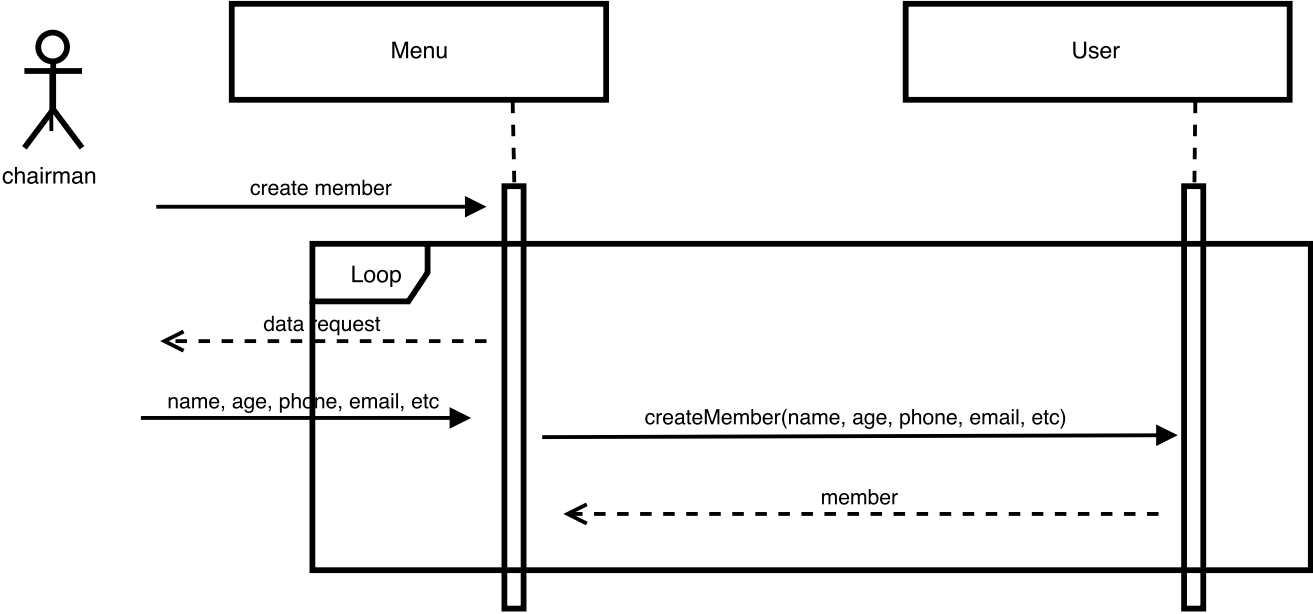 Menu
User
chairman
create member
Loop
data request
name, age, phone, email, etc
createMember(name, age, phone, email, etc)
member